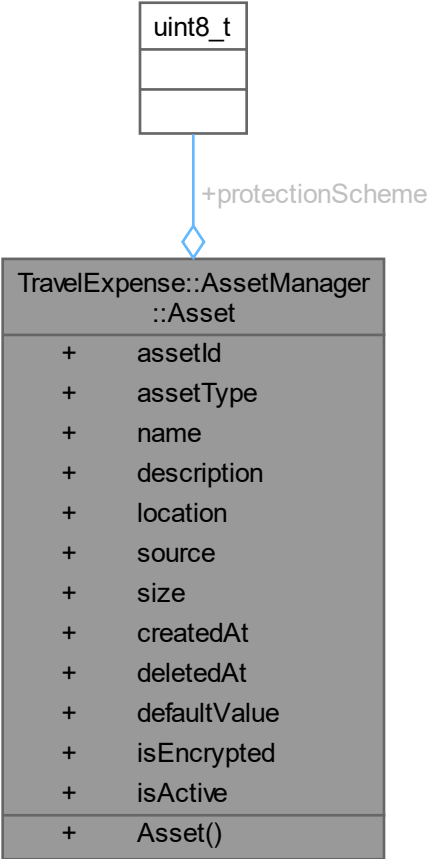 uint8_t
+protectionScheme
TravelExpense::AssetManager
::Asset
+ assetId
+ assetType
+ name
+ description
+ location
+ source
+ size
+ createdAt
+ deletedAt
+ defaultValue
+ isEncrypted
+ isActive
+ Asset()